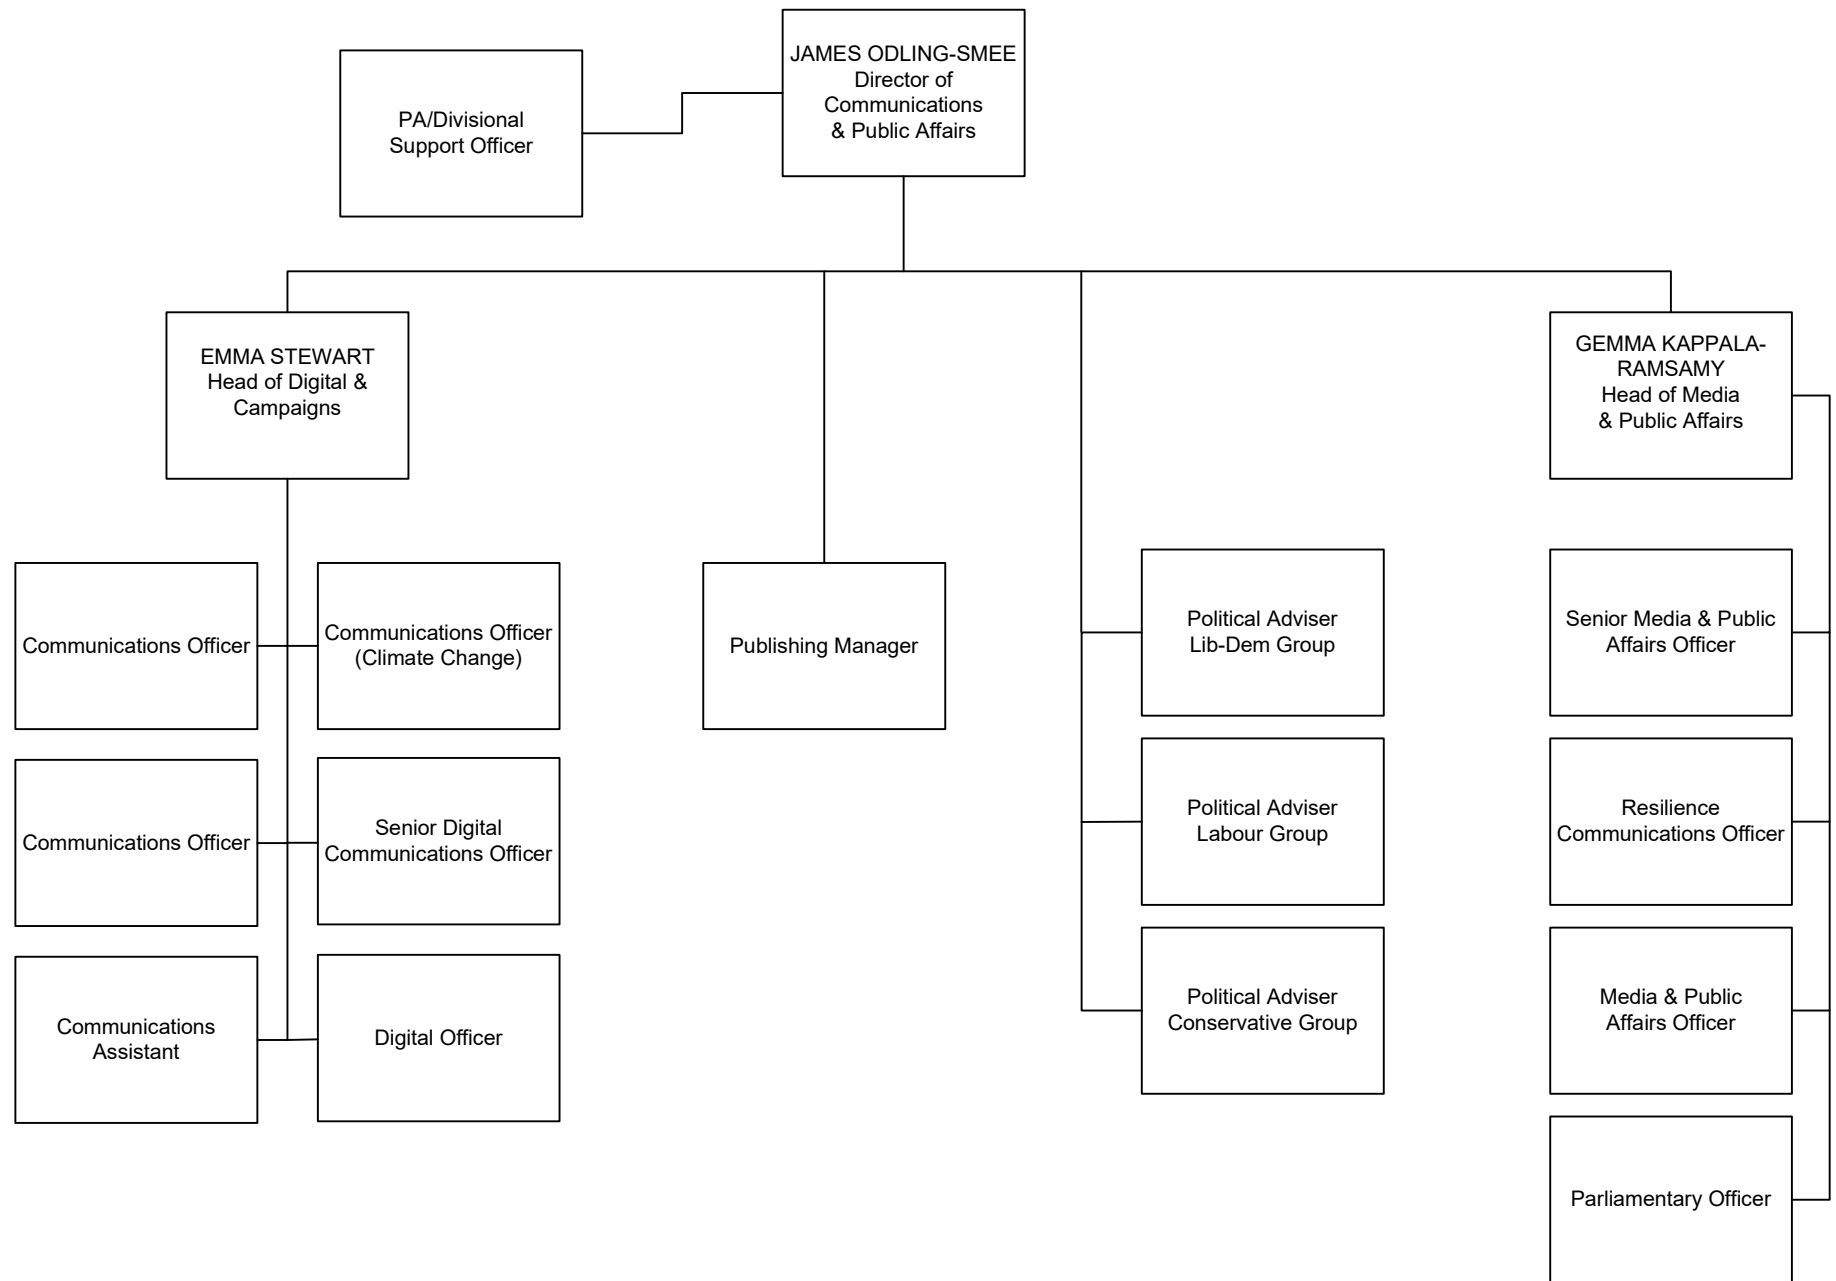 JAMES ODLING-SMEE
Director of
Communications
& Public Affairs
PA/Divisional
Support Officer
EMMA STEWART
Head of Digital &
Campaigns
GEMMA KAPPALA-
RAMSAMY
Head of Media
& Public Affairs
Communications Officer
Communications Officer
(Climate Change)
Publishing Manager
Political Adviser
Lib-Dem Group
Senior Media & Public
Affairs Officer
Communications Officer
Senior Digital
Communications Officer
Political Adviser
Labour Group
Resilience
Communications Officer
Communications
Assistant
Digital Officer
Political Adviser
Conservative Group
Media & Public
Affairs Officer
Parliamentary Officer